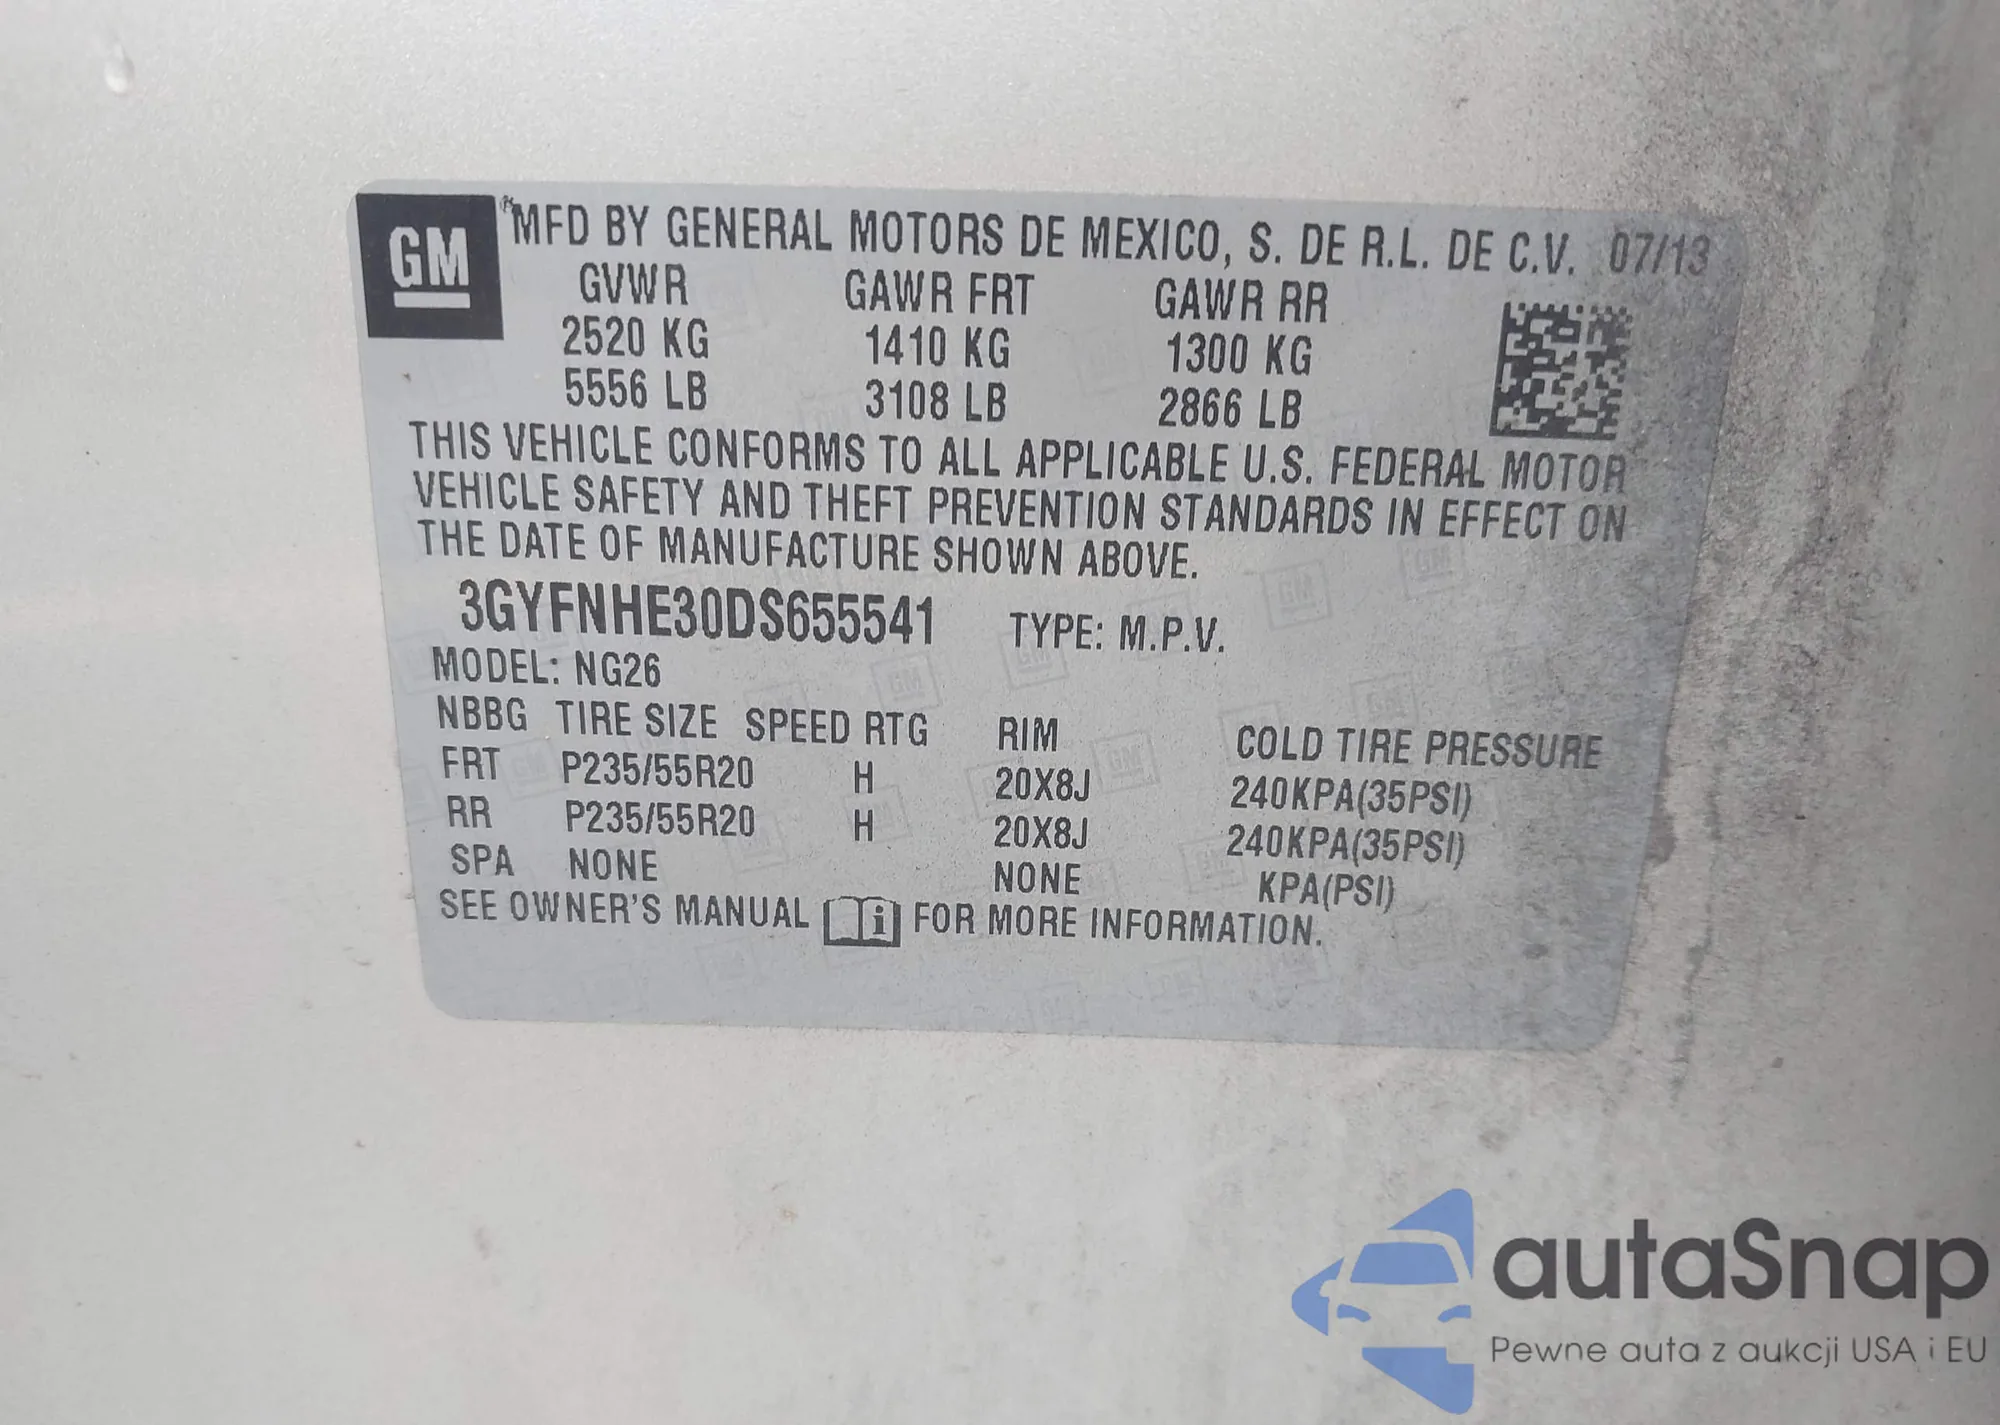 GM
MFD BY GENERAL MOTORS DE MEXICO, S. DE R.L. DE C.V. 07/13
GVWR GAWR FRT GAWR RR
2520 KG 1410 KG 1300 KG
5556 LB 3108 LB 2866 LB
THIS VEHICLE CONFORMS TO ALL APPLICABLE U.S. FEDERAL MOTOR
VEHICLE SAFETY AND THEFT PREVENTION STANDARDS IN EFFECT ON
THE DATE OF MANUFACTURE SHOWN ABOVE.
3GYFNHE30DS655541 TYPE: M.P.V.
MODEL: NG26
NBBG TIRE SIZE SPEED RTG RIM COLD TIRE PRESSURE
FRT P235/55R20 H 20X8J 240KPA(35PSI)
RR P235/55R20 H 20X8J 240KPA(35PSI)
SPA NONE NONE KPA(PSI)
SEE OWNER'S MANUAL i FOR MORE INFORMATION.
autaSnap
Pewne auta z aukcji USA i EU